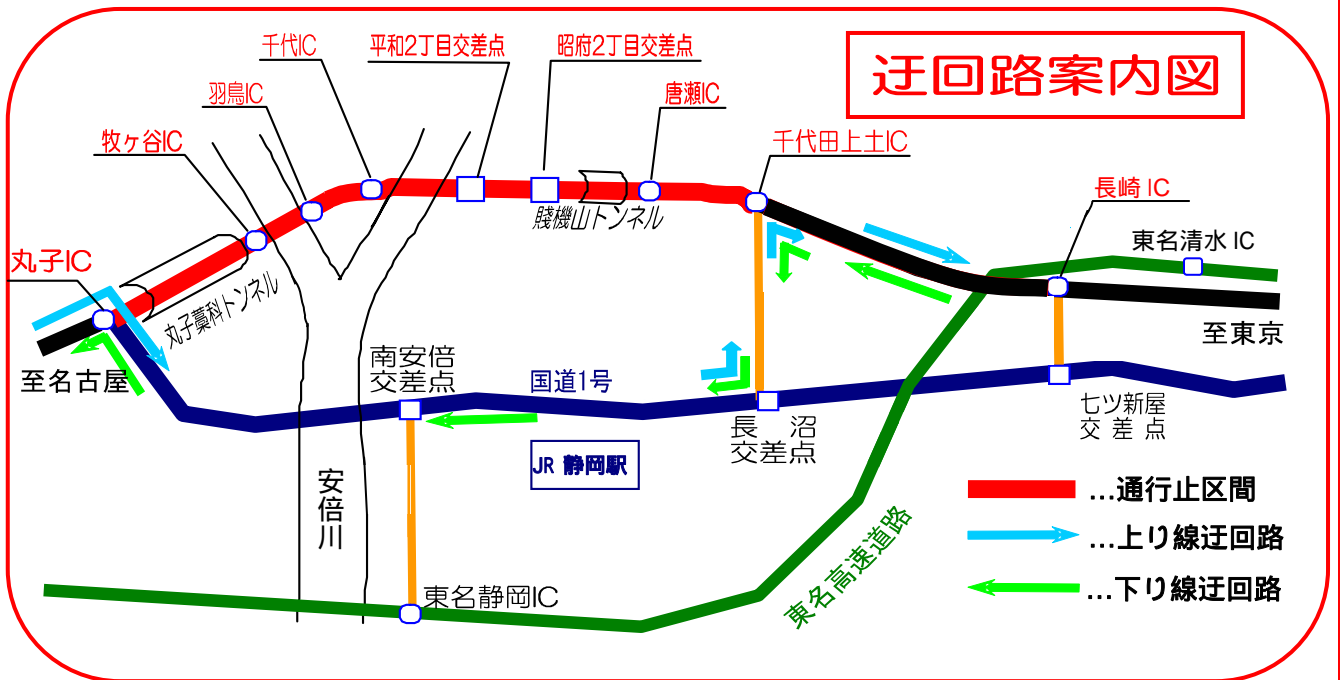 迂回路案内図
千代IC
平和2丁目交差点
昭府2丁目交差点
羽鳥IC
唐瀬IC
牧ヶ谷IC
千代田上土IC
長崎 IC
賤機山トンネル
東名清水 IC
丸子IC
丸子藁科トンネル
至東京
至名古屋
南安倍
交差点
国道1号
七ツ新屋
交差点
長沼
交差点
JR 静岡駅
安倍川
…通行止区間
…上り線迂回路
東名高速道路
…下り線迂回路
東名静岡IC